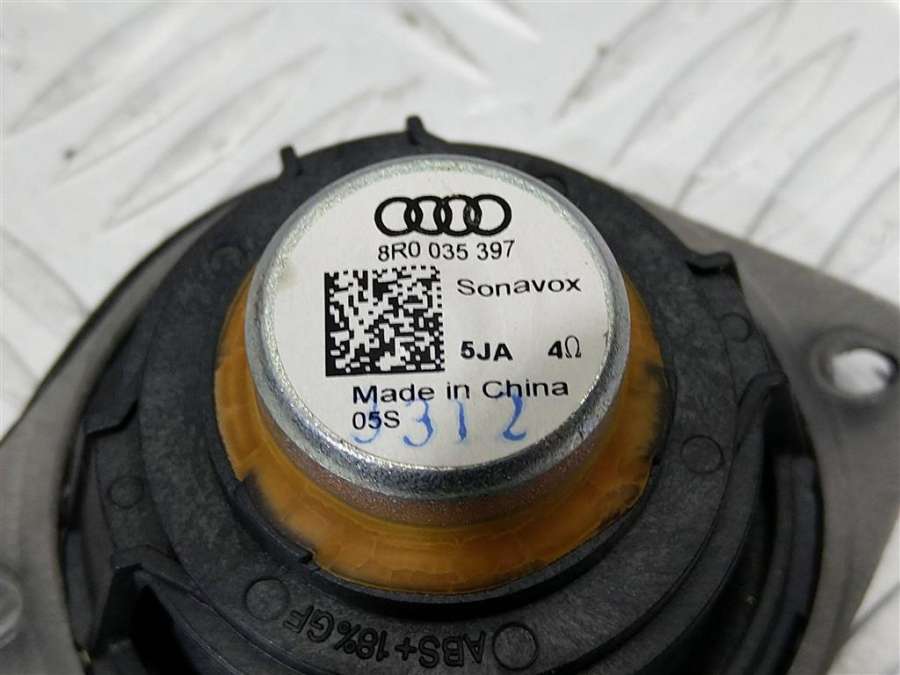 8R0 035 397
Sonavox
5JA 4Ω
Made in China
05S
3312
ABS+18%GF